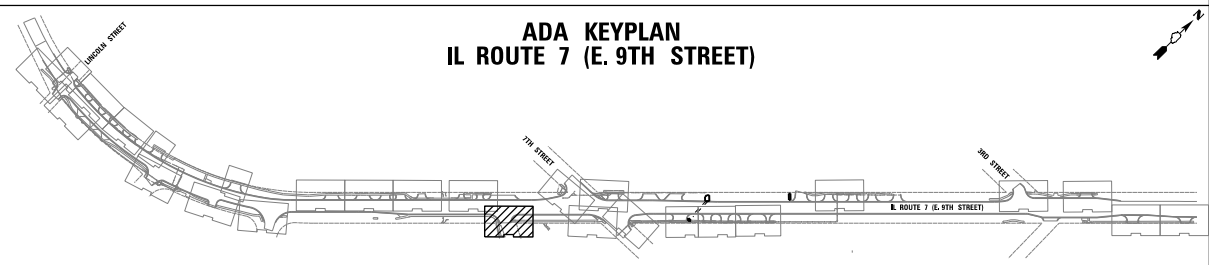 ADA KEYPLAN
IL ROUTE 7 (E. 9TH STREET)
N
LINCOLN STREET
7TH STREET
3RD STREET
IL ROUTE 7 (E. 9TH STREET)